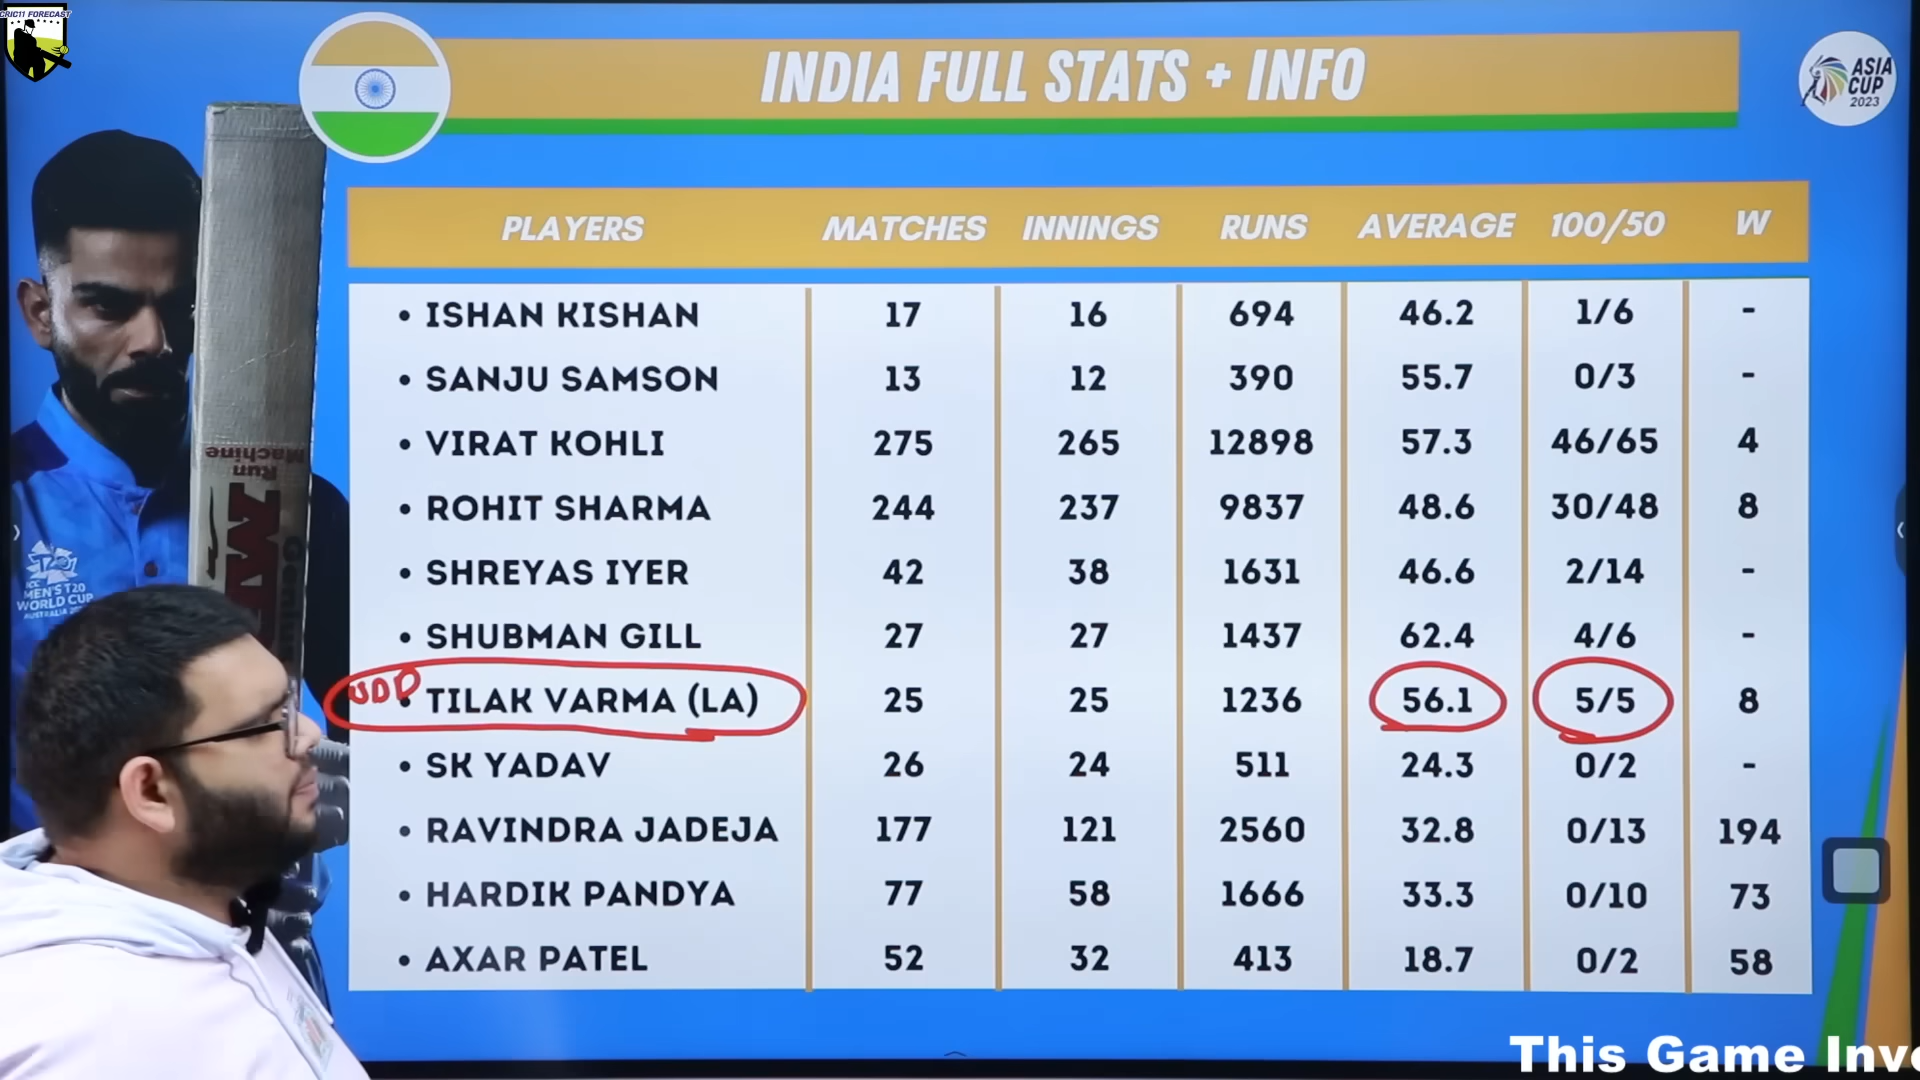 CRIC11 FORECAST
INDIA FULL STATS + INFO
ASIA
CUP
2023
PLAYERS MATCHES INNINGS RUNS AVERAGE 100/50 W
• ISHAN KISHAN 17 16 694 46.2 1/6 -
• SANJU SAMSON 13 12 390 55.7 0/3 -
• VIRAT KOHLI 275 265 12898 57.3 46/65 4
• ROHIT SHARMA 244 237 9837 48.6 30/48 8
• SHREYAS IYER 42 38 1631 46.6 2/14 -
• SHUBMAN GILL 27 27 1437 62.4 4/6 -
• TILAK VARMA (LA) 25 25 1236 56.1 5/5 8
• SK YADAV 26 24 511 24.3 0/2 -
• RAVINDRA JADEJA 177 121 2560 32.8 0/13 194
• HARDIK PANDYA 77 58 1666 33.3 0/10 73
• AXAR PATEL 52 32 413 18.7 0/2 58
Run
Machine
T20
ICC
MEN'S T20
WORLD CUP
This Game Inv